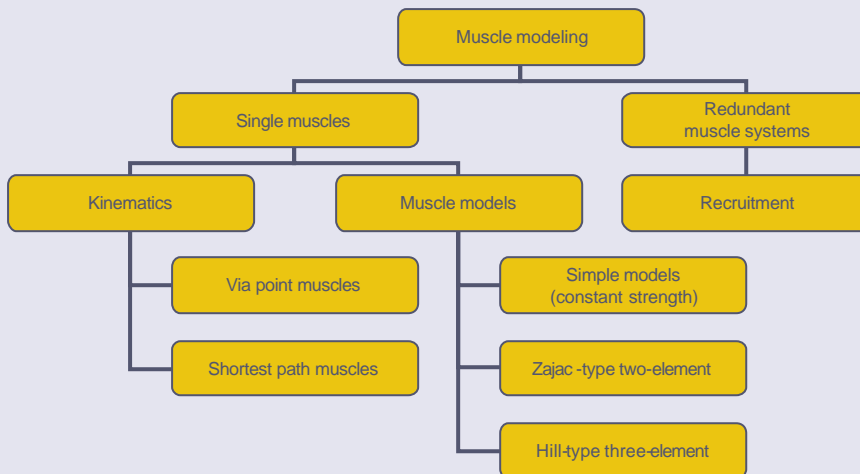 Muscle modeling
Single muscles
Redundant
muscle systems
Kinematics
Muscle models
Recruitment
Via point muscles
Simple models
(constant strength)
Shortest path muscles
Zajac -type two-element
Hill-type three-element